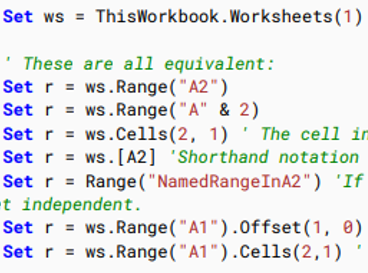 Set ws = ThisWorkbook.Worksheets(1)
' These are all equivalent:
Set r = ws.Range("A2")
Set r = ws.Range("A" & 2)
Set r = ws.Cells(2, 1) ' The cell in
Set r = ws.[A2] 'Shorthand notation
Set r = Range("NamedRangeInA2") 'If
t independent.
Set r = ws.Range("A1").Offset(1, 0)
Set r = ws.Range("A1").Cells(2,1) '